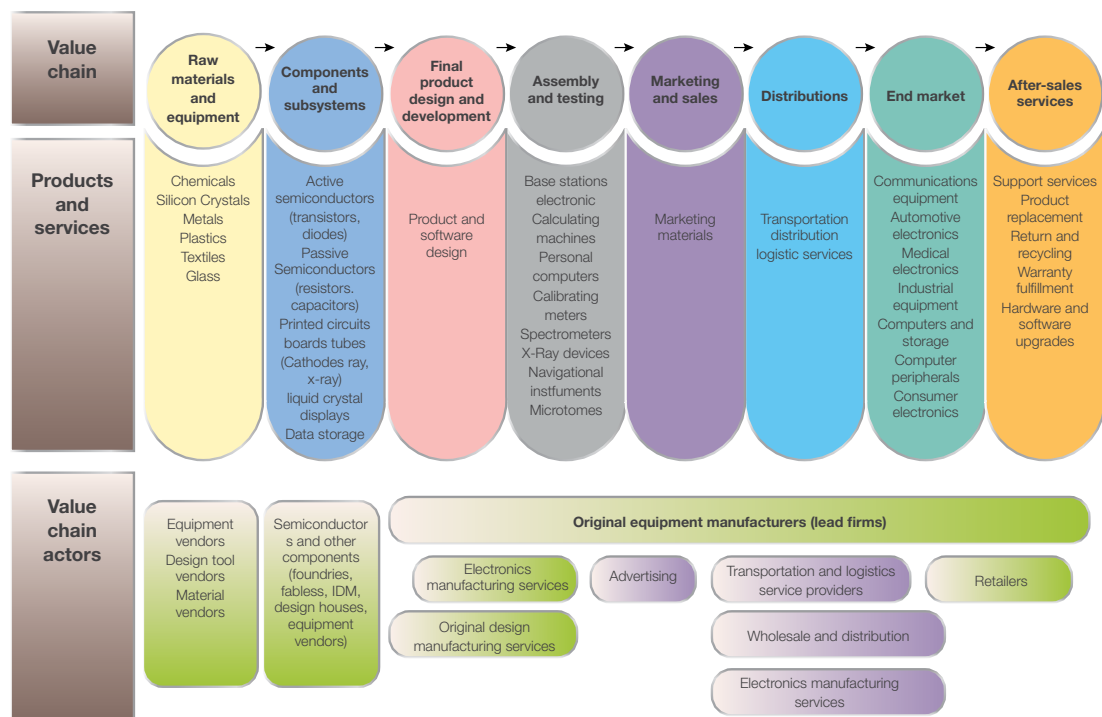 Value
chain
Raw
materials
and
equipment
Components
and
subsystems
Final
product
design and
development
Assembly
and testing
Marketing
and sales
Distributions
End market
After-sales
services
Products
and
services
Chemicals
Silicon Crystals
Metals
Plastics
Textiles
Glass
Active
semiconductors
(transistors,
diodes)
Passive
Semiconductors
(resistors.
capacitors)
Printed circuits
boards tubes
(Cathodes ray,
x-ray)
liquid crystal
displays
Data storage
Product and
software
design
Base stations
electronic
Calculating
machines
Personal
computers
Calibrating
meters
Spectrometers
X-Ray devices
Navigational
instfuments
Microtomes
Marketing
materials
Transportation
distribution
logistic services
Communications
equipment
Automotive
electronics
Medical
electronics
Industrial
equipment
Computers and
storage
Computer
peripherals
Consumer
electronics
Support services
Product
replacement
Return and
recycling
Warranty
fulfillment
Hardware and
software
upgrades
Value
chain
actors
Equipment
vendors
Design tool
vendors
Material
vendors
Semiconductor
s and other
components
(foundries,
fabless, IDM,
design houses,
equipment
vendors)
Original equipment manufacturers (lead firms)
Electronics
manufacturing services
Advertising
Transportation and logistics
service providers
Retailers
Original design
manufacturing services
Wholesale and distribution
Electronics manufacturing
services